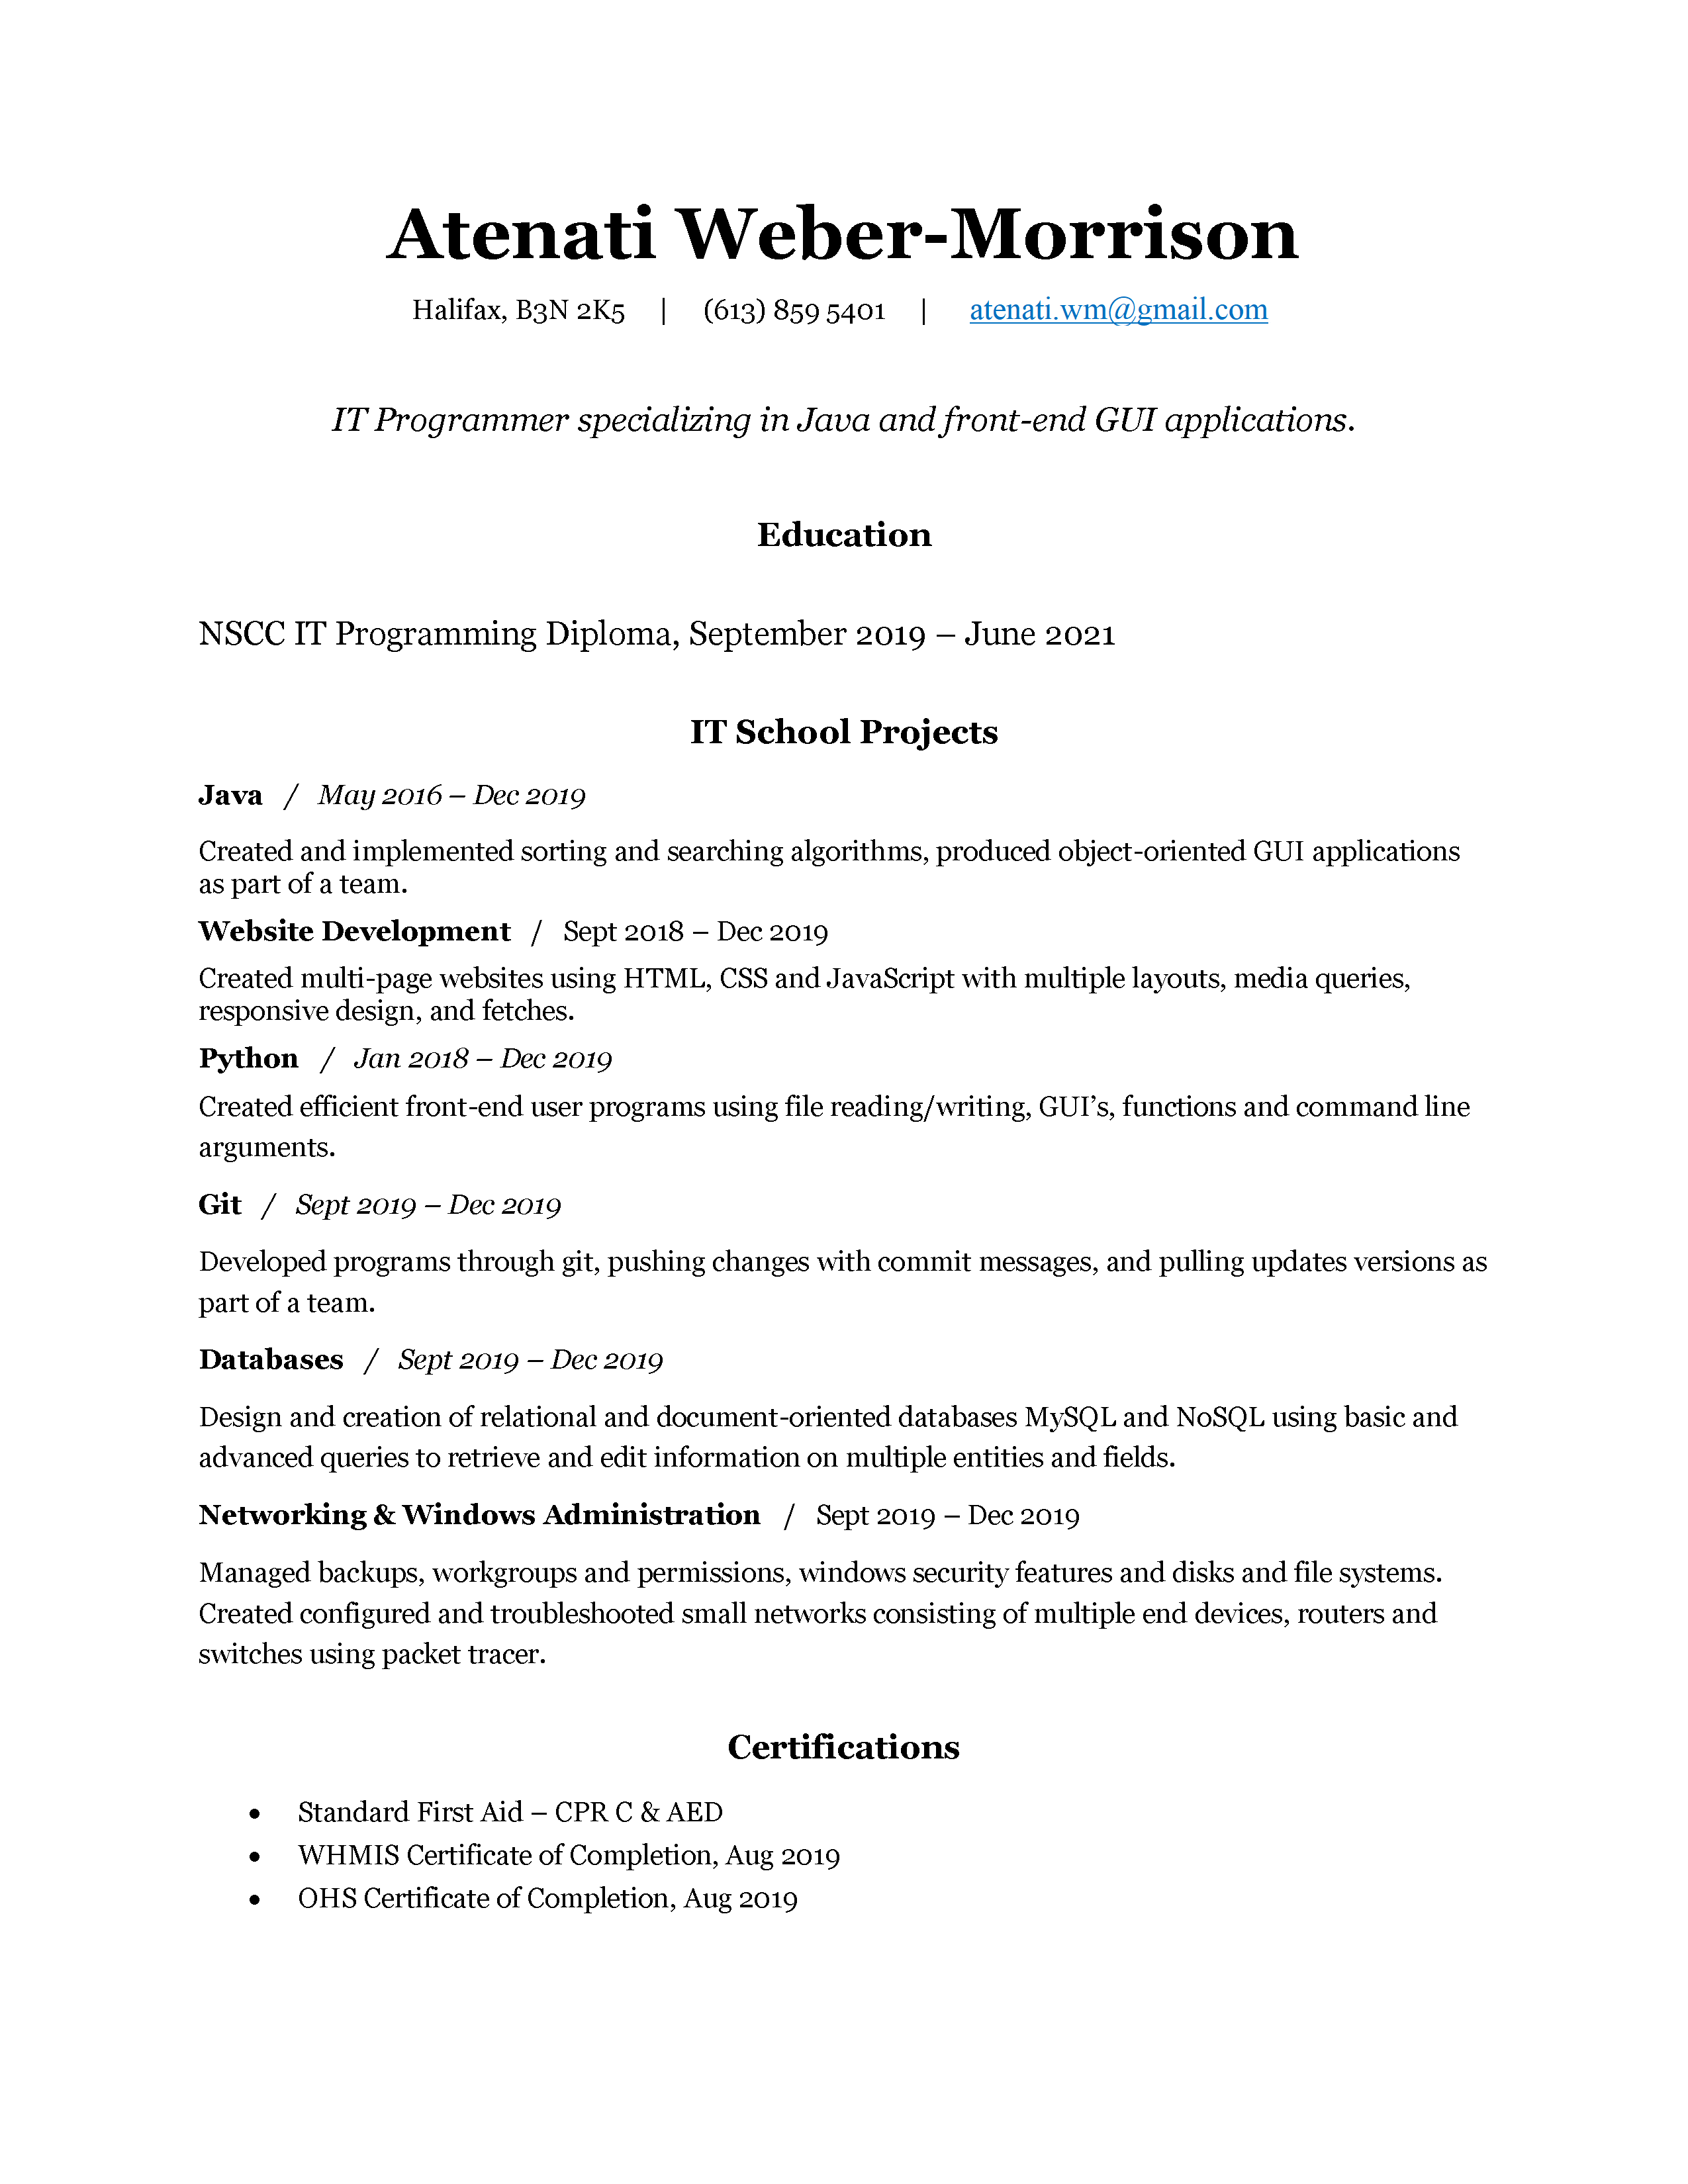 Atenati Weber-Morrison
Halifax, B3N 2K5 | (613) 859 5401 | atenati.wm@gmail.com
IT Programmer specializing in Java and front-end GUI applications.
Education
NSCC IT Programming Diploma, September 2019 – June 2021
IT School Projects
Java / May 2016 – Dec 2019
Created and implemented sorting and searching algorithms, produced object-oriented GUI applications
as part of a team.
Website Development / Sept 2018 – Dec 2019
Created multi-page websites using HTML, CSS and JavaScript with multiple layouts, media queries,
responsive design, and fetches.
Python / Jan 2018 – Dec 2019
Created efficient front-end user programs using file reading/writing, GUI’s, functions and command line
arguments.
Git / Sept 2019 – Dec 2019
Developed programs through git, pushing changes with commit messages, and pulling updates versions as
part of a team.
Databases / Sept 2019 – Dec 2019
Design and creation of relational and document-oriented databases MySQL and NoSQL using basic and
advanced queries to retrieve and edit information on multiple entities and fields.
Networking & Windows Administration / Sept 2019 – Dec 2019
Managed backups, workgroups and permissions, windows security features and disks and file systems.
Created configured and troubleshooted small networks consisting of multiple end devices, routers and
switches using packet tracer.
Certifications
• Standard First Aid – CPR C & AED
• WHMIS Certificate of Completion, Aug 2019
• OHS Certificate of Completion, Aug 2019